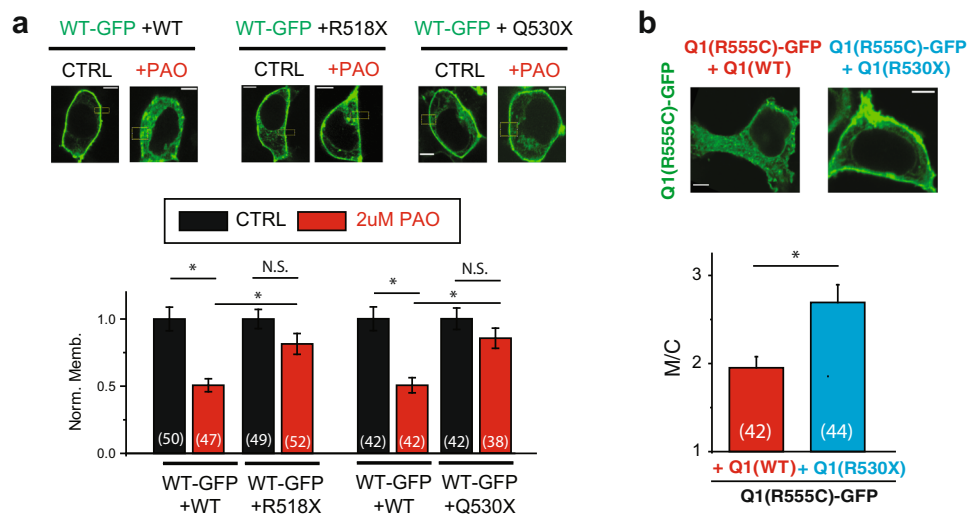 a
WT-GFP +WT
WT-GFP +R518X
WT-GFP + Q530X
CTRL
+PAO
CTRL
+PAO
CTRL
+PAO
CTRL
2uM PAO
Norm. Memb.
1.0
0.5
0.0
*
N.S.
*
*
N.S.
*
(50)
(47)
(49)
(52)
(42)
(42)
(42)
(38)
WT-GFP
+WT
WT-GFP
+R518X
WT-GFP
+WT
WT-GFP
+Q530X
b
Q1(R555C)-GFP
+ Q1(WT)
Q1(R555C)-GFP
+ Q1(R530X)
Q1(R555C)-GFP
M/C
3
2
1
*
(42)
(44)
+ Q1(WT)
+ Q1(R530X)
Q1(R555C)-GFP